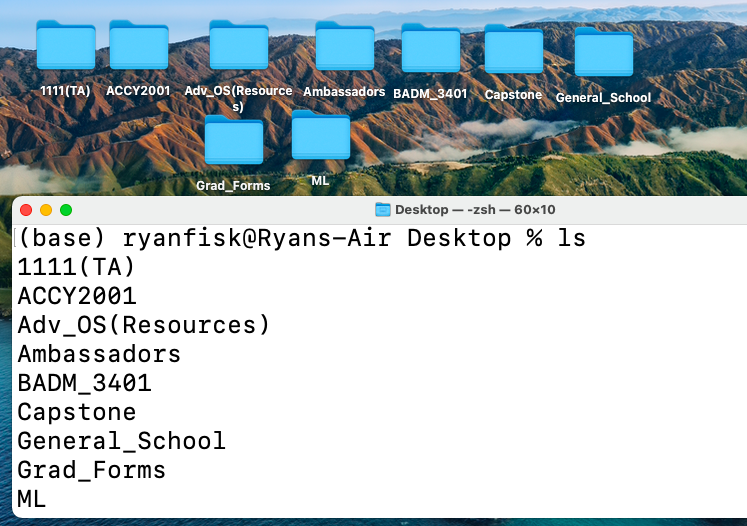 1111(TA)
ACCY2001
Adv_OS(Resource
s)
Ambassadors
BADM_3401
Capstone
General_School
Grad_Forms
ML
Desktop — -zsh — 60×10
(base) ryanfisk@Ryans-Air Desktop % ls
1111(TA)
ACCY2001
Adv_OS(Resources)
Ambassadors
BADM_3401
Capstone
General_School
Grad_Forms
ML